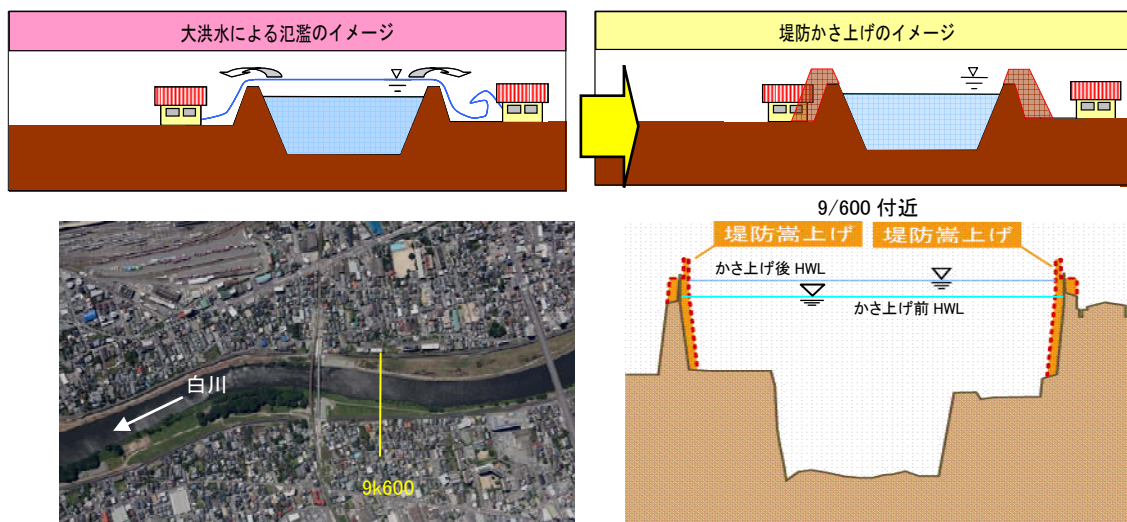 大洪水による氾濫のイメージ
堤防かさ上げのイメージ
9/600 付近
堤防嵩上げ
堤防嵩上げ
かさ上げ後 HWL
かさ上げ前 HWL
白川
9k600